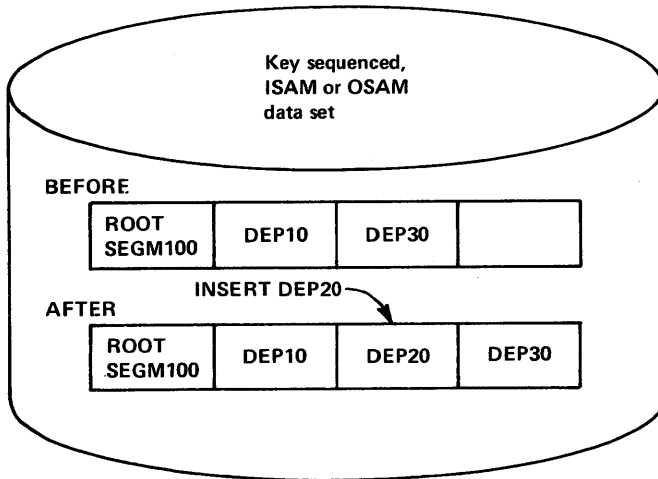 Key sequenced,
ISAM or OSAM
data set
BEFORE
ROOT
SEGM100
DEP10
DEP30
INSERT DEP20
AFTER
ROOT
SEGM100
DEP10
DEP20
DEP30